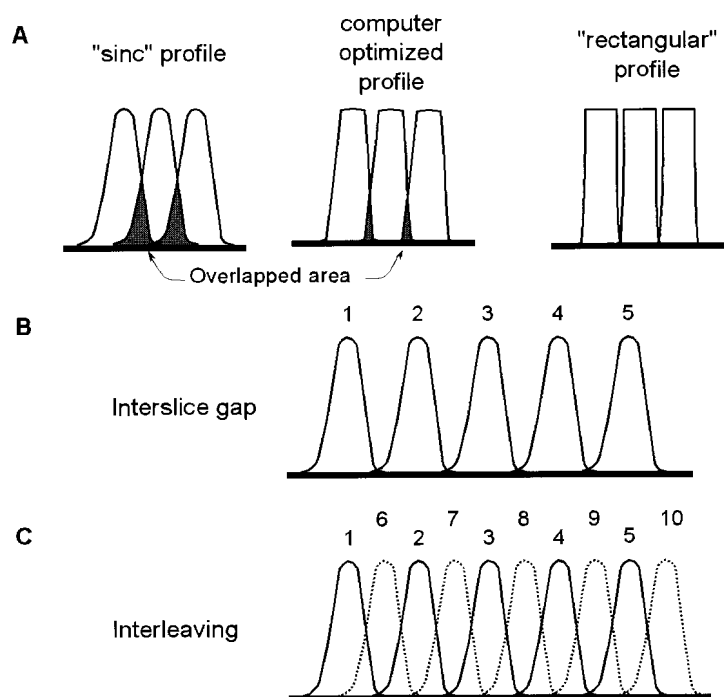 A
"sinc" profile
computer
optimized
profile
"rectangular"
profile
Overlapped area
B
1 2 3 4 5
Interslice gap
C
6 7 8 9 10
1 2 3 4 5
Interleaving